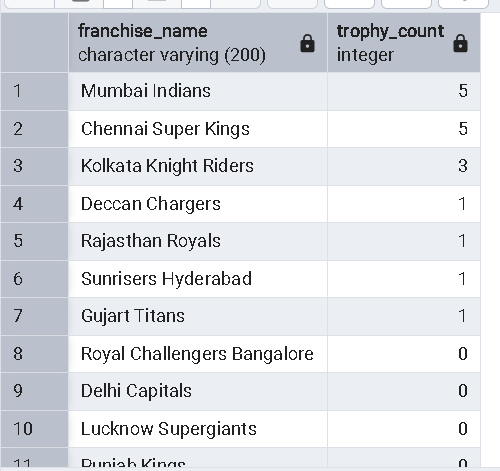 franchise_name trophy_count
character varying (200) integer
1 Mumbai Indians 5
2 Chennai Super Kings 5
3 Kolkata Knight Riders 3
4 Deccan Chargers 1
5 Rajasthan Royals 1
6 Sunrisers Hyderabad 1
7 Gujart Titans 1
8 Royal Challengers Bangalore 0
9 Delhi Capitals 0
10 Lucknow Supergiants 0
11 Punjab Kings 0